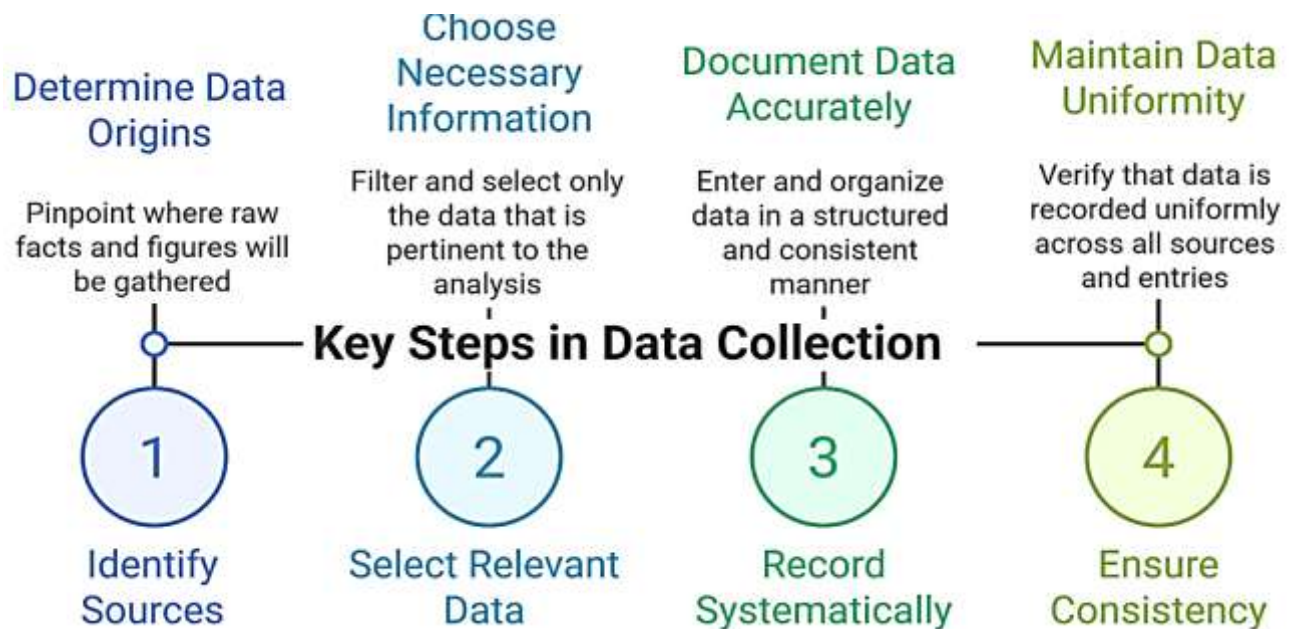 Determine Data
Origins
Pinpoint where raw
facts and figures will
be gathered
Choose
Necessary
Information
Filter and select only
the data that is
pertinent to the
analysis
Document Data
Accurately
Enter and organize
data in a structured
and consistent
manner
Maintain Data
Uniformity
Verify that data is
recorded uniformly
across all sources
and entries
Key Steps in Data Collection
1
Identify
Sources
2
Select Relevant
Data
3
Record
Systematically
4
Ensure
Consistency